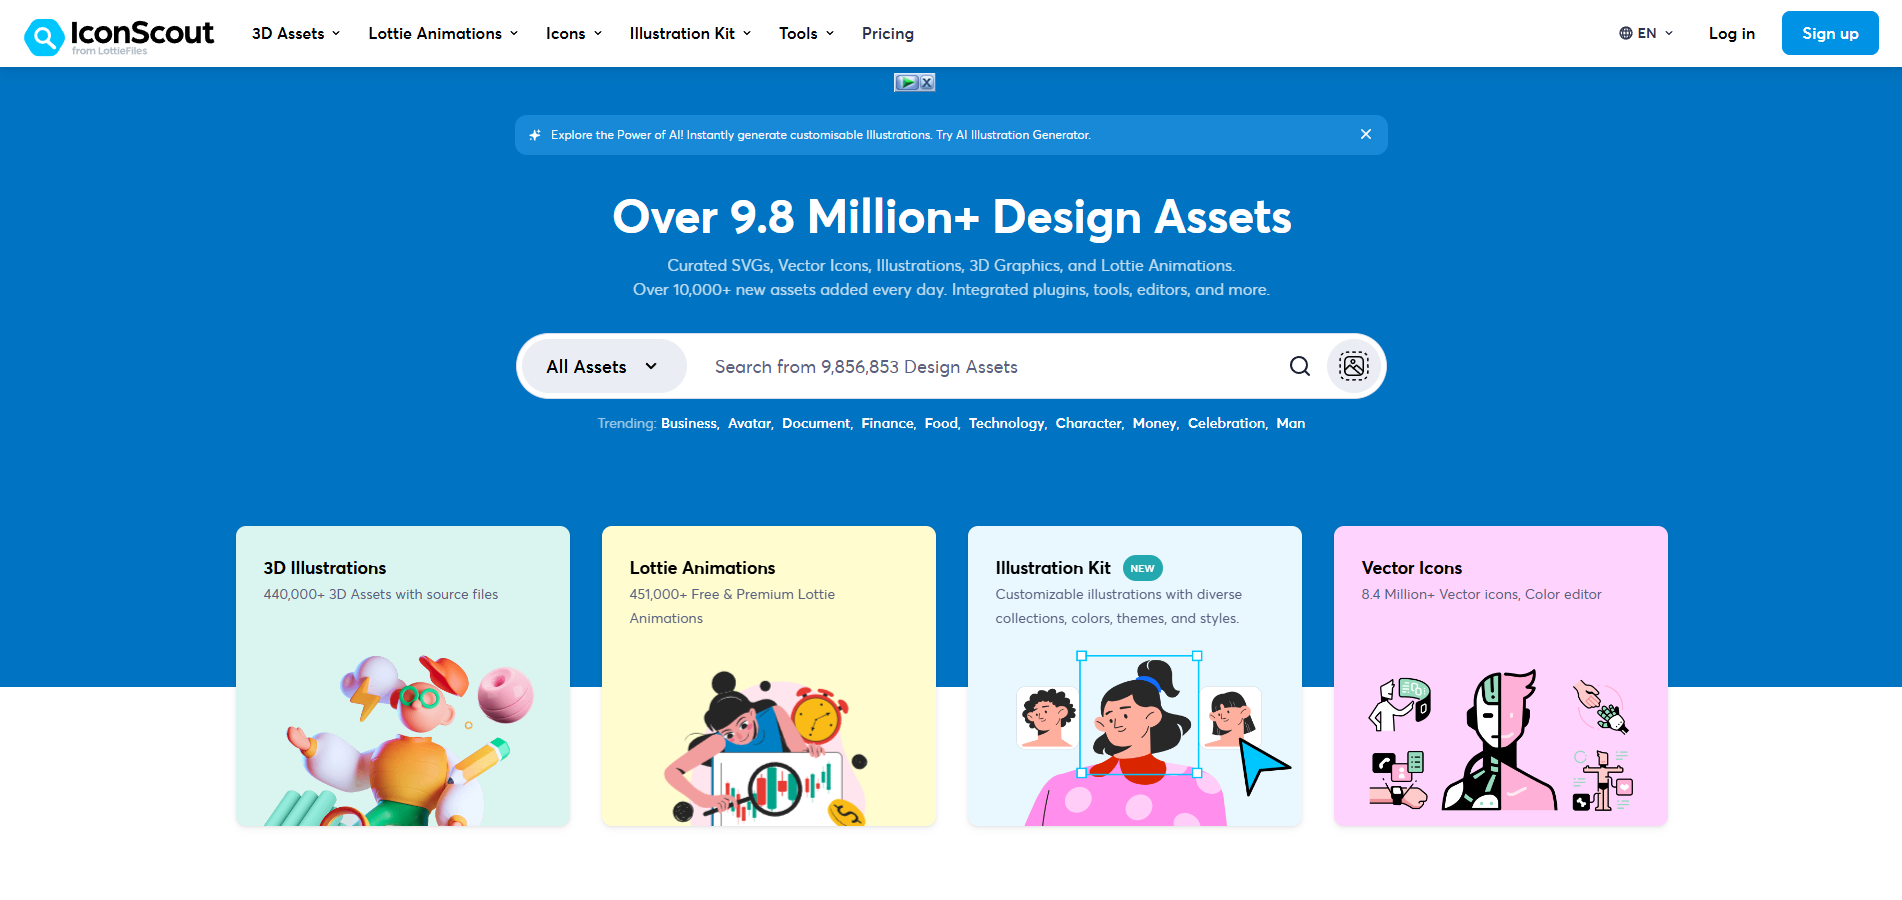 IconScout
from LottieFiles
3D Assets
Lottie Animations
Icons
Illustration Kit
Tools
Pricing
EN
Log in
Sign up
Explore the Power of AI! Instantly generate customisable Illustrations. Try AI Illustration Generator.
Over 9.8 Million+ Design Assets
Curated SVGs, Vector Icons, Illustrations, 3D Graphics, and Lottie Animations.
Over 10,000+ new assets added every day. Integrated plugins, tools, editors, and more.
All Assets
Search from 9,856,853 Design Assets
Trending: Business, Avatar, Document, Finance, Food, Technology, Character, Money, Celebration, Man
3D Illustrations
440,000+ 3D Assets with source files
Lottie Animations
451,000+ Free & Premium Lottie
Animations
Illustration Kit NEW
Customizable illustrations with diverse
collections, colors, themes, and styles.
Vector Icons
8.4 Million+ Vector icons, Color editor